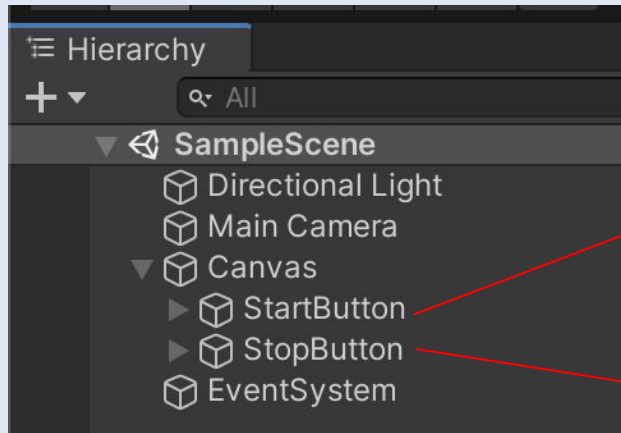 Hierarchy
All
SampleScene
Directional Light
Main Camera
Canvas
StartButton
StopButton
EventSystem